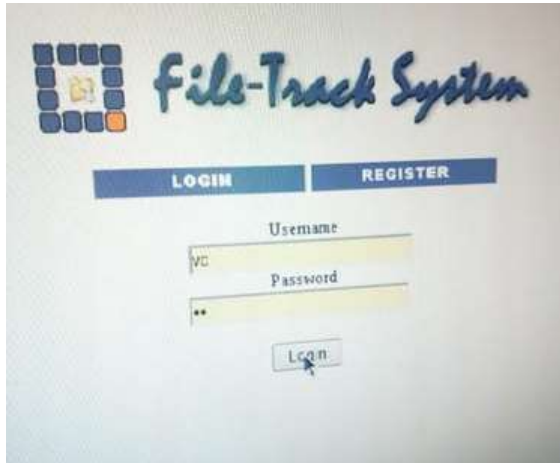 File-Track System
LOGIN REGISTER
Username
VC
Password
••
Login